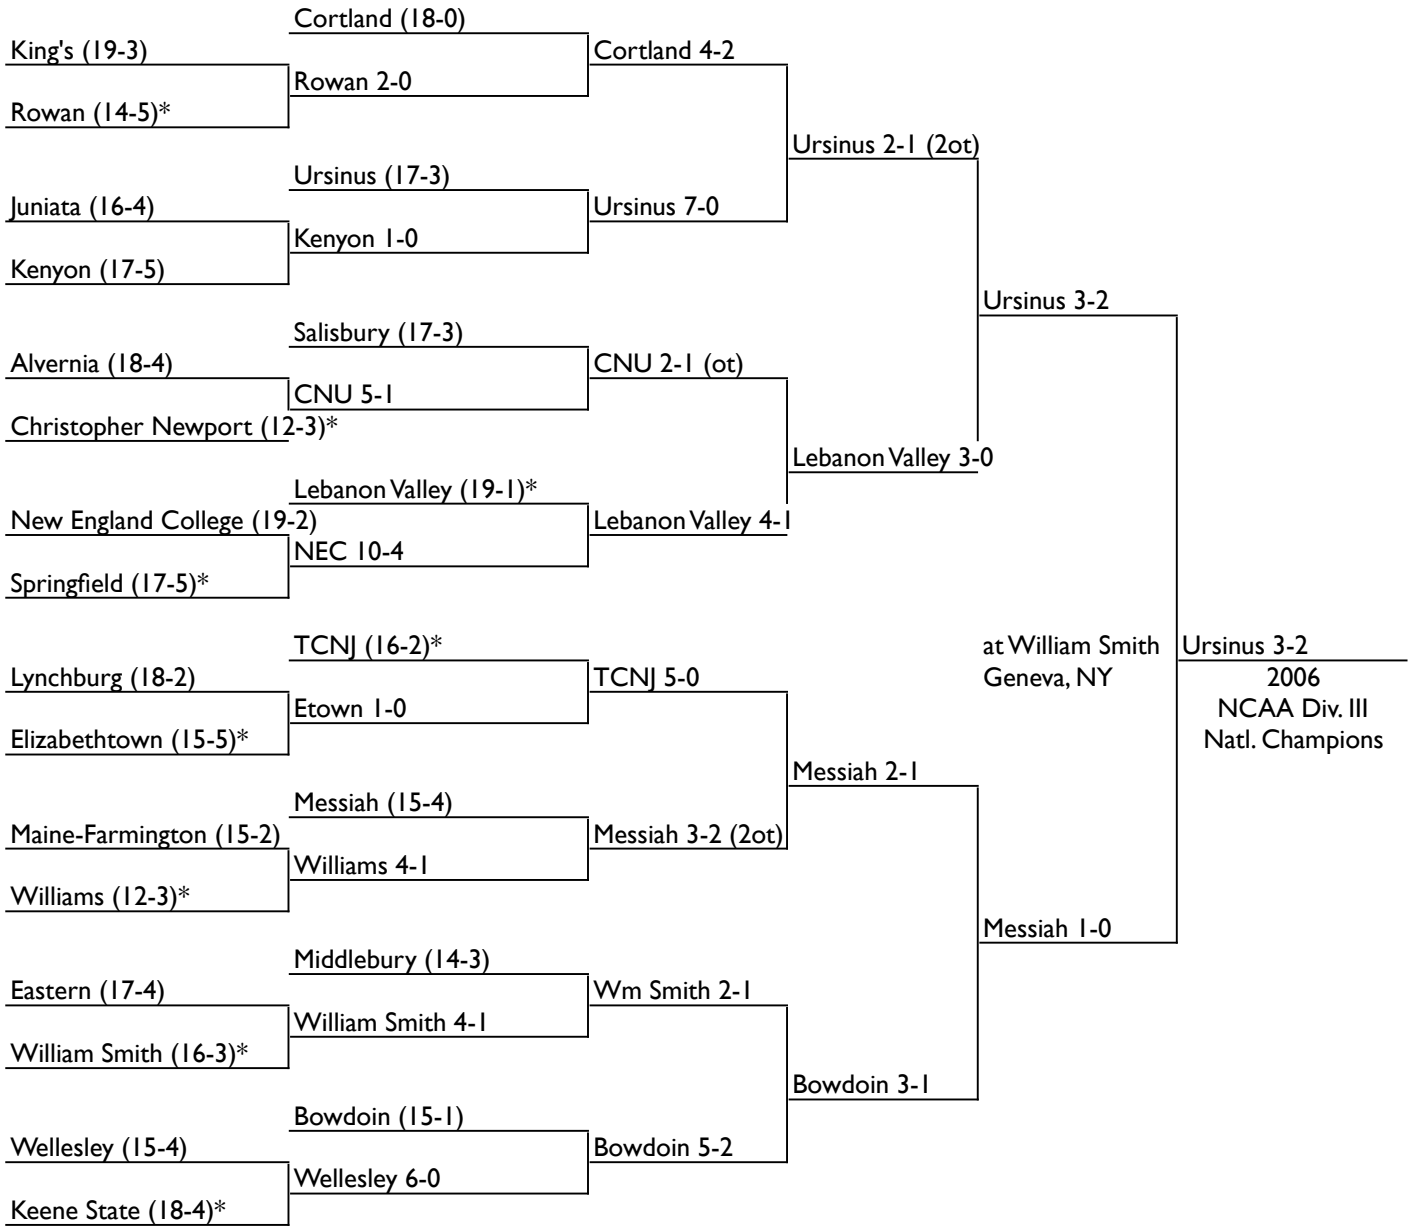 Cortland (18-0)
King's (19-3)
Cortland 4-2
Rowan 2-0
Rowan (14-5)*
Ursinus 2-1 (2ot)
Ursinus (17-3)
Juniata (16-4)
Ursinus 7-0
Kenyon 1-0
Kenyon (17-5)
Ursinus 3-2
Salisbury (17-3)
Alvernia (18-4)
CNU 2-1 (ot)
CNU 5-1
Christopher Newport (12-3)*
Lebanon Valley 3-0
Lebanon Valley (19-1)*
New England College (19-2)
Lebanon Valley 4-1
NEC 10-4
Springfield (17-5)*
TCNJ (16-2)*
at William Smith
Geneva, NY
Ursinus 3-2
2006
NCAA Div. III
Natl. Champions
Lynchburg (18-2)
TCNJ 5-0
Etown 1-0
Elizabethtown (15-5)*
Messiah 2-1
Messiah (15-4)
Maine-Farmington (15-2)
Messiah 3-2 (2ot)
Williams 4-1
Williams (12-3)*
Messiah 1-0
Middlebury (14-3)
Eastern (17-4)
Wm Smith 2-1
William Smith 4-1
William Smith (16-3)*
Bowdoin 3-1
Bowdoin (15-1)
Wellesley (15-4)
Bowdoin 5-2
Wellesley 6-0
Keene State (18-4)*